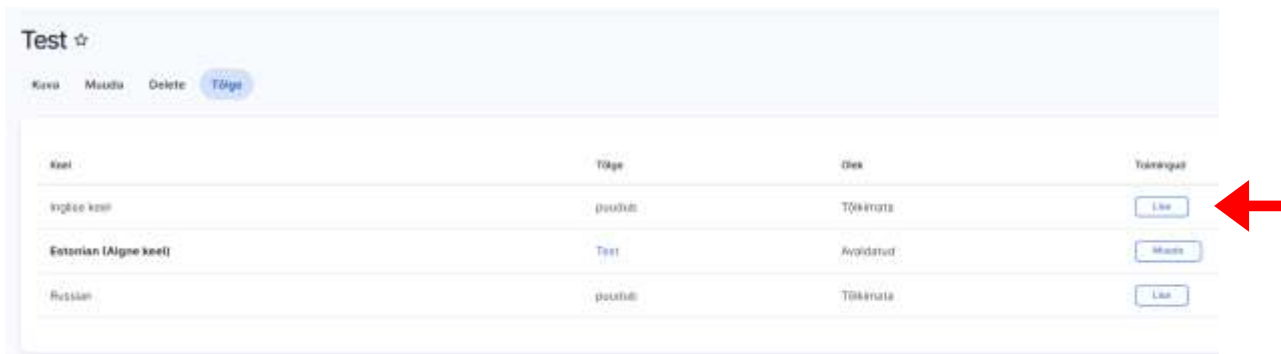 Test
Kuva Muuda Delete Tõlge
Keel Tõlge Olek Toimingud
Inglise keel puudub Tõlkimata Lisa
Estonian (Algne keel) Test Avaldatud Muuda
Russian puudub Tõlkimata Lisa